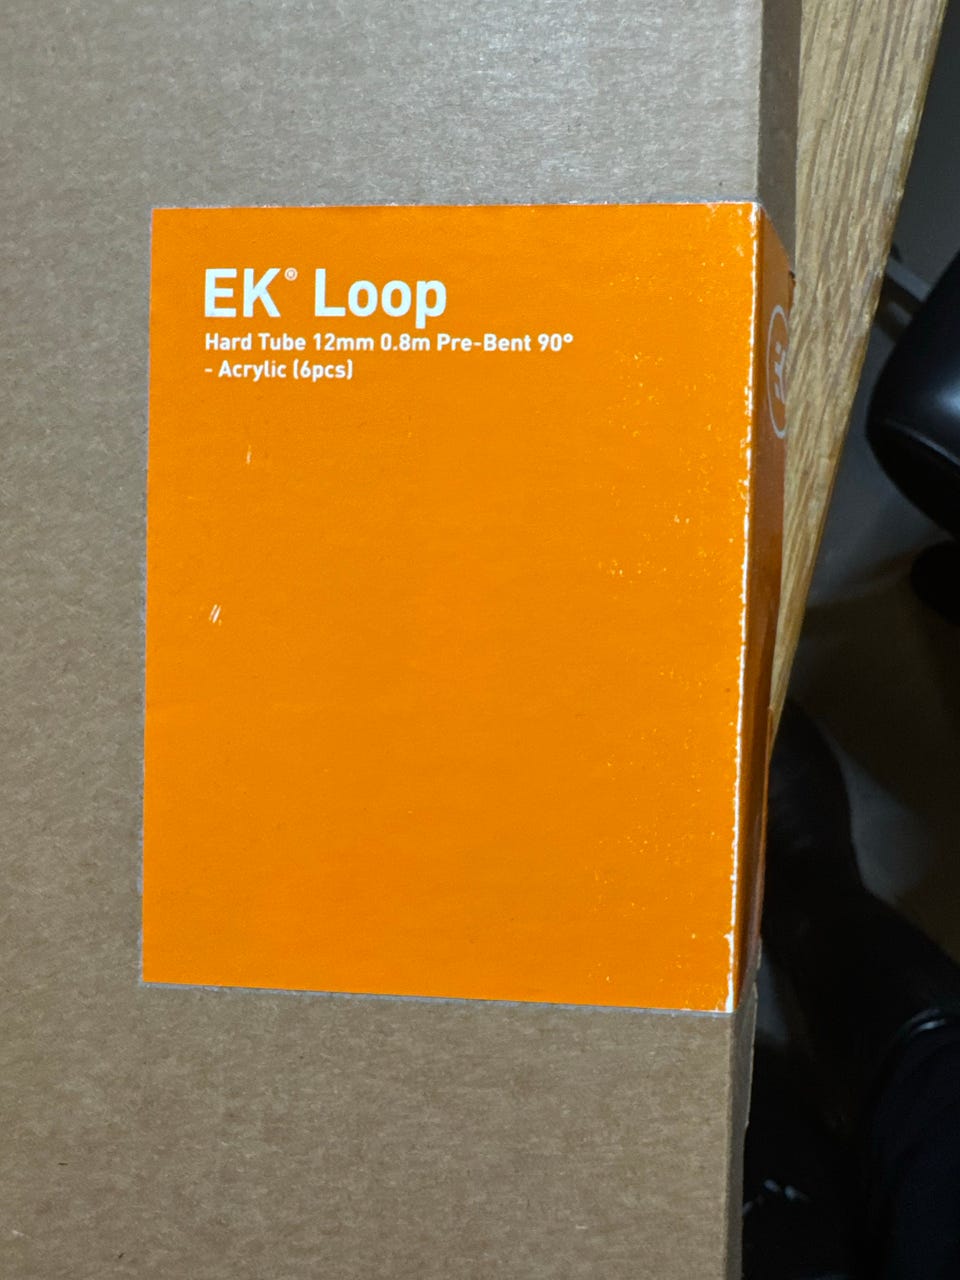 EK® Loop
Hard Tube 12mm 0.8m Pre-Bent 90°
- Acrylic (6pcs)